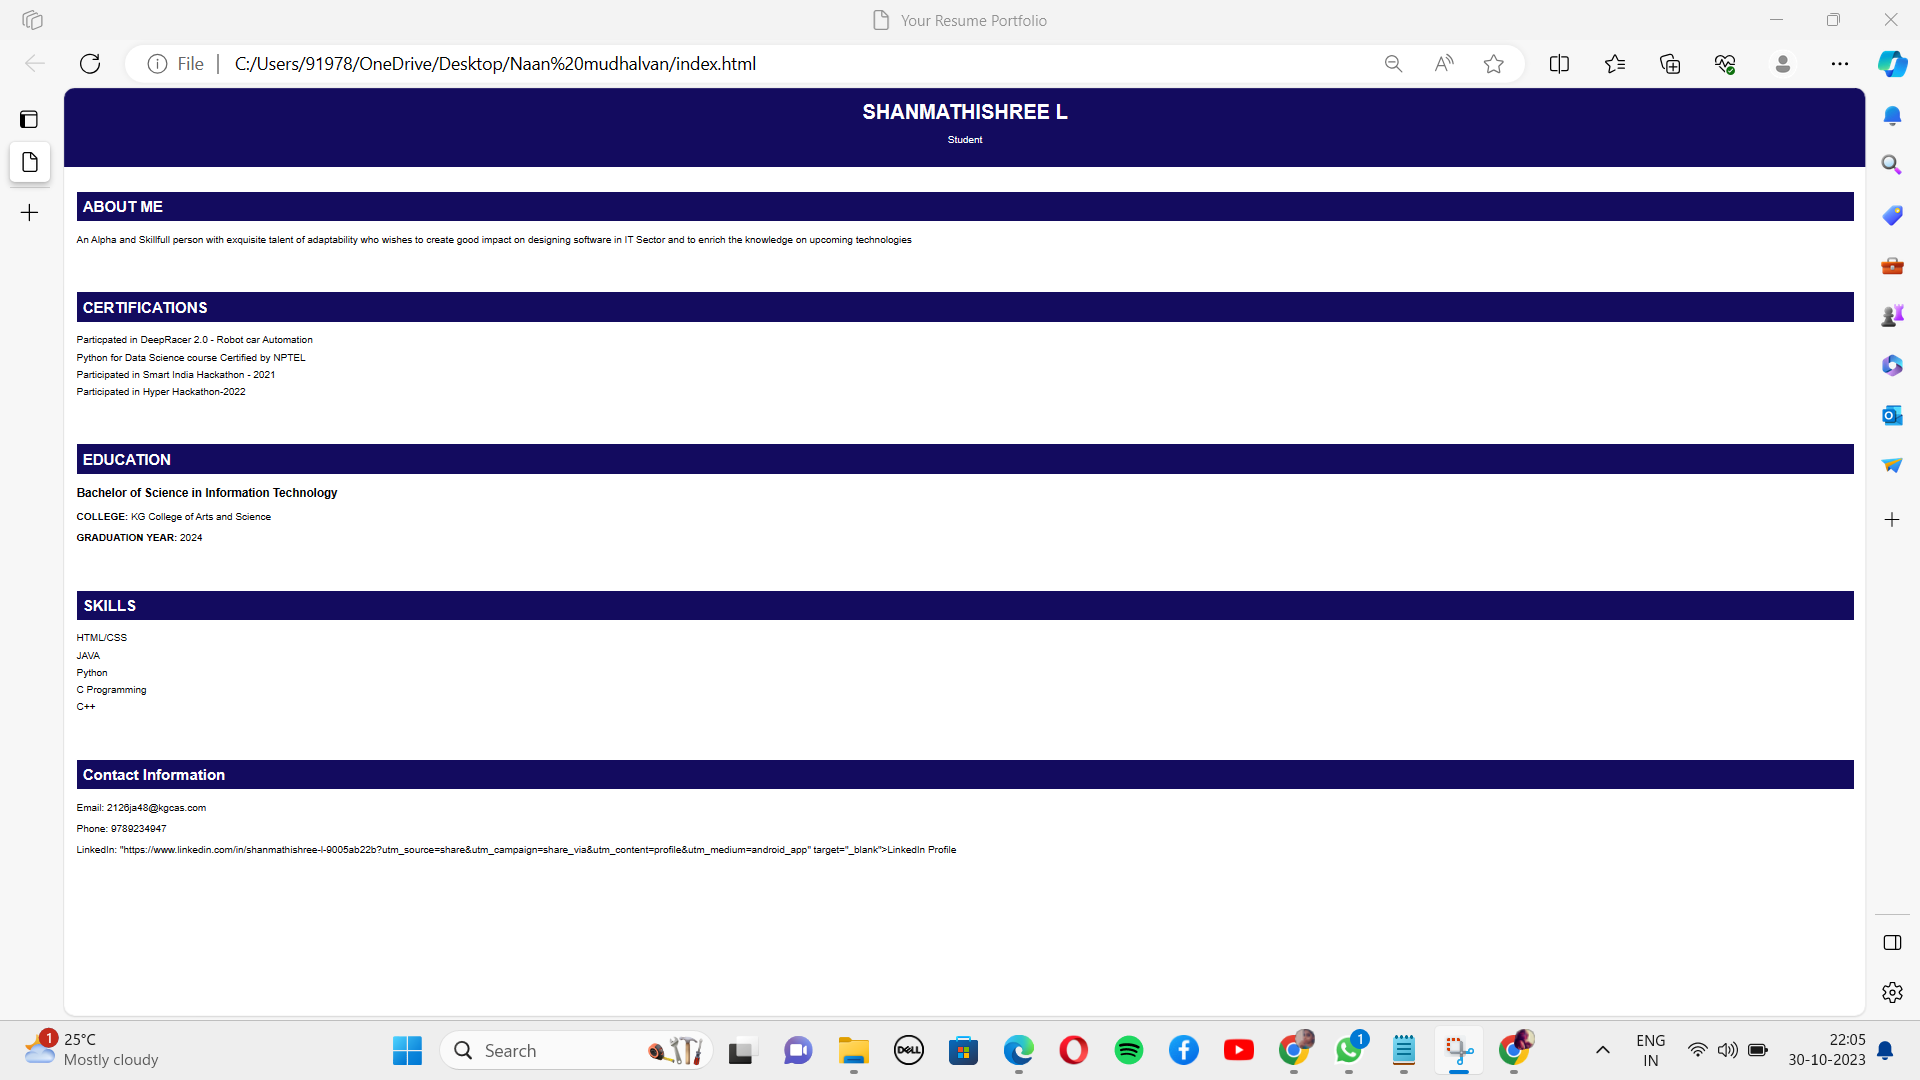 Your Resume Portfolio
File
C:/Users/91978/OneDrive/Desktop/Naan%20mudhalvan/index.html
SHANMATHISHREE L
Student
ABOUT ME
An Alpha and Skillfull person with exquisite talent of adaptability who wishes to create good impact on designing software in IT Sector and to enrich the knowledge on upcoming technologies
CERTIFICATIONS
Particpated in DeepRacer 2.0 - Robot car Automation
Python for Data Science course Certified by NPTEL
Participated in Smart India Hackathon - 2021
Participated in Hyper Hackathon-2022
EDUCATION
Bachelor of Science in Information Technology
COLLEGE: KG College of Arts and Science
GRADUATION YEAR: 2024
SKILLS
HTML/CSS
JAVA
Python
C Programming
C++
Contact Information
Email: 2126ja48@kgcas.com
Phone: 9789234947
LinkedIn: "https://www.linkedin.com/in/shanmathishree-l-9005ab22b?utm_source=share&utm_campaign=share_via&utm_content=profile&utm_medium=android_app" target="_blank">LinkedIn Profile
1
25°C
Mostly cloudy
Search
DELL
1
ENG
IN
22:05
30-10-2023